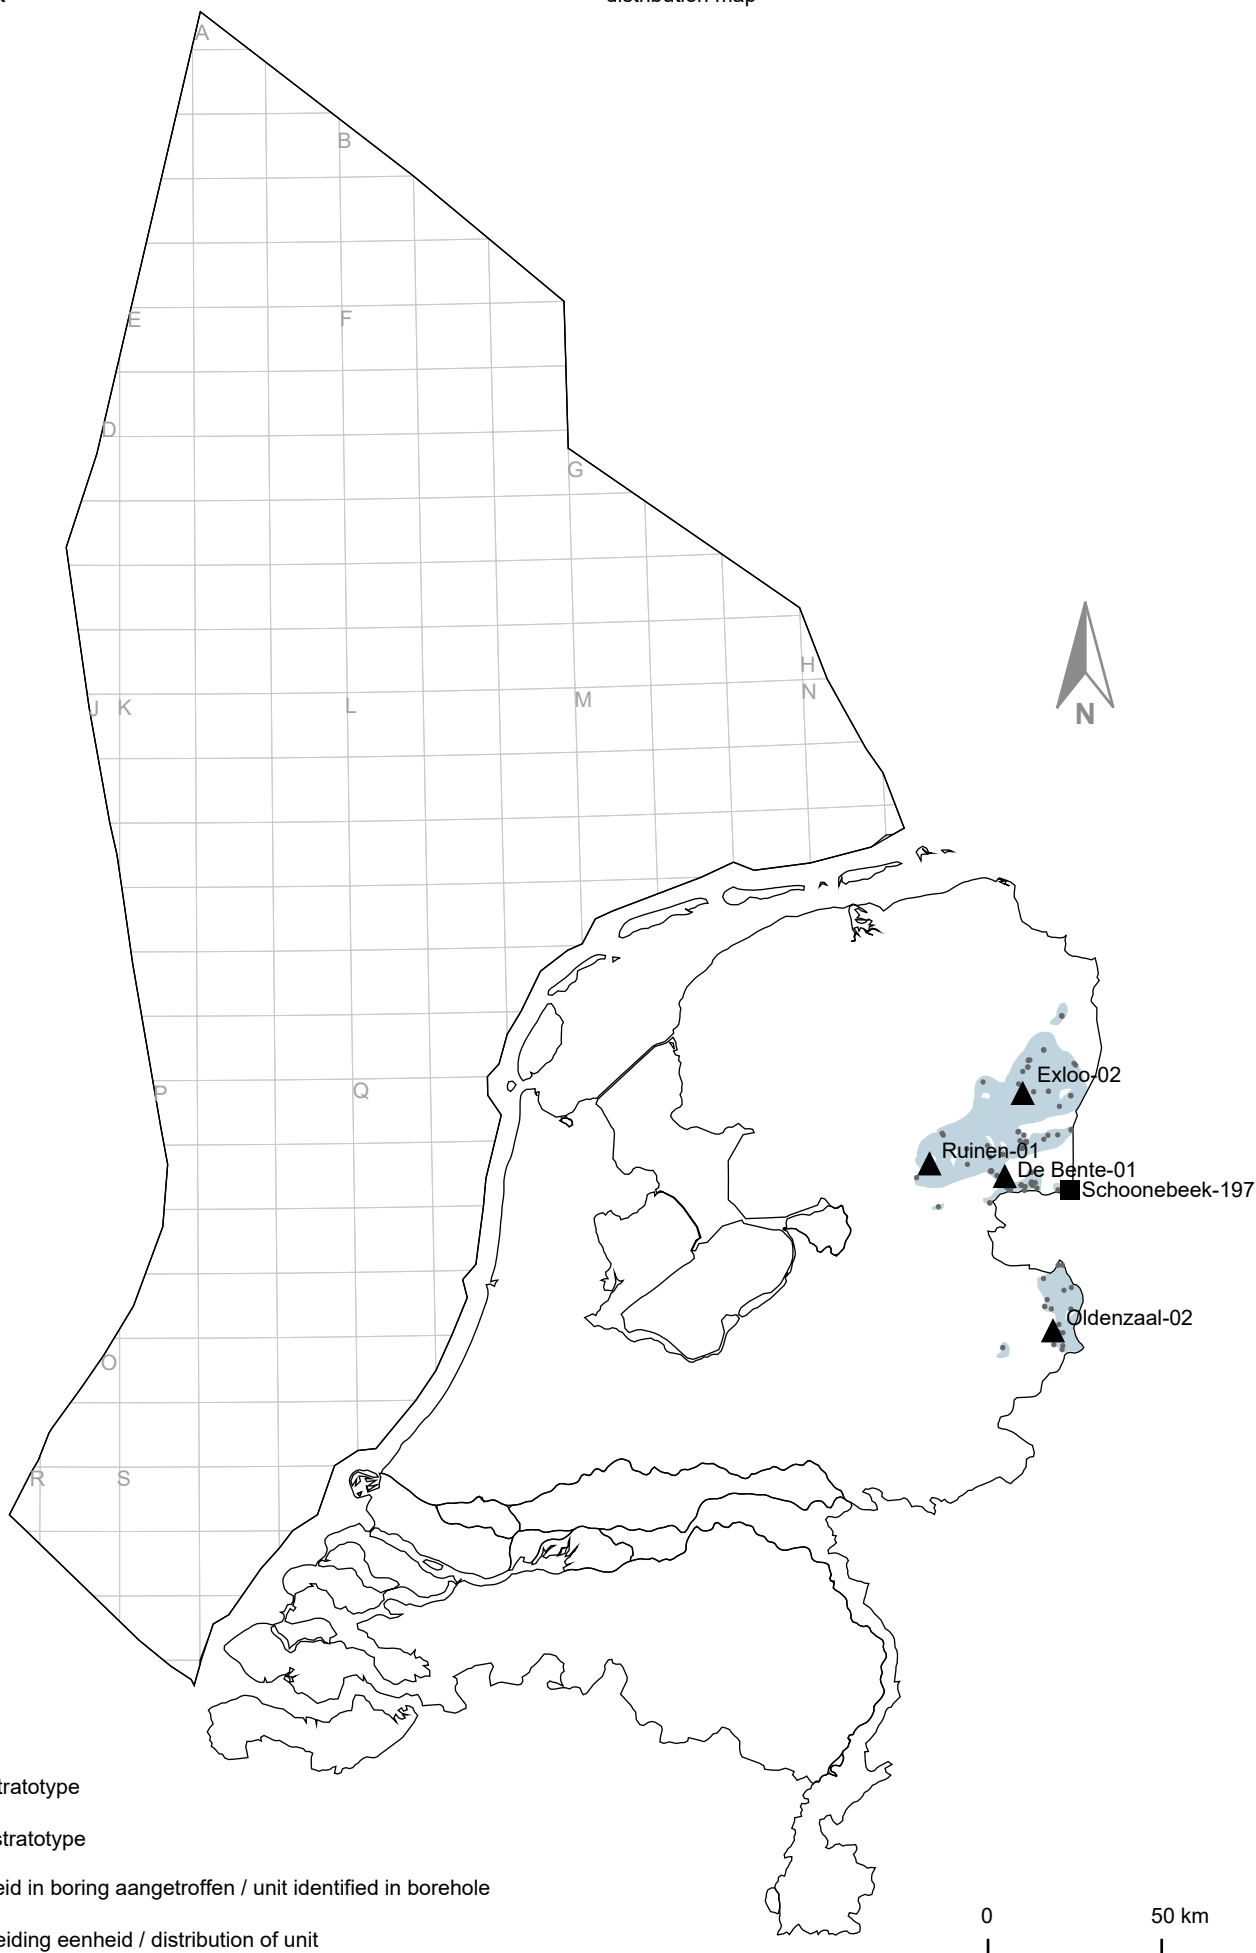 A
B
E
F
D
G
H
N
J K
L
M
N
P
Q
O
R
S
Exloo-02
Ruinen-01
De Bente-01
Schoonebeek-197
Oldenzaal-02
tratotype
stratotype
eid in boring aangetroffen / unit identified in borehole
eiding eenheid / distribution of unit
0 50 km